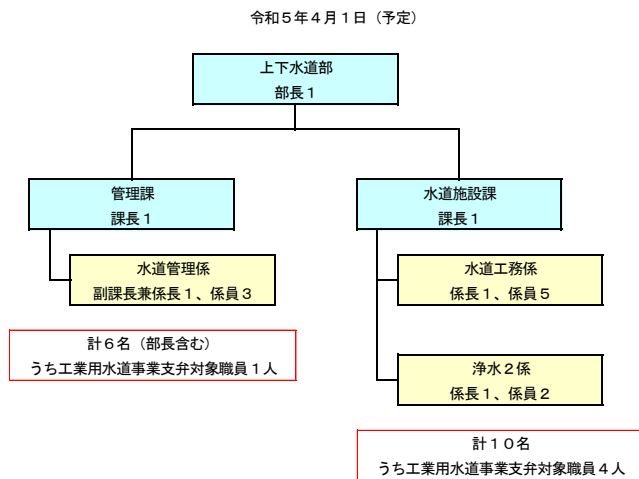 令和５年４月１日（予定）
上下水道部
部長１
管理課
課長１
水道施設課
課長１
水道管理係
副課長兼係長１、係員３
水道工務係
係長１、係員５
計６名（部長含む）
うち工業用水道事業支弁対象職員１人
浄水２係
係長１、係員２
計１０名
うち工業用水道事業支弁対象職員４人